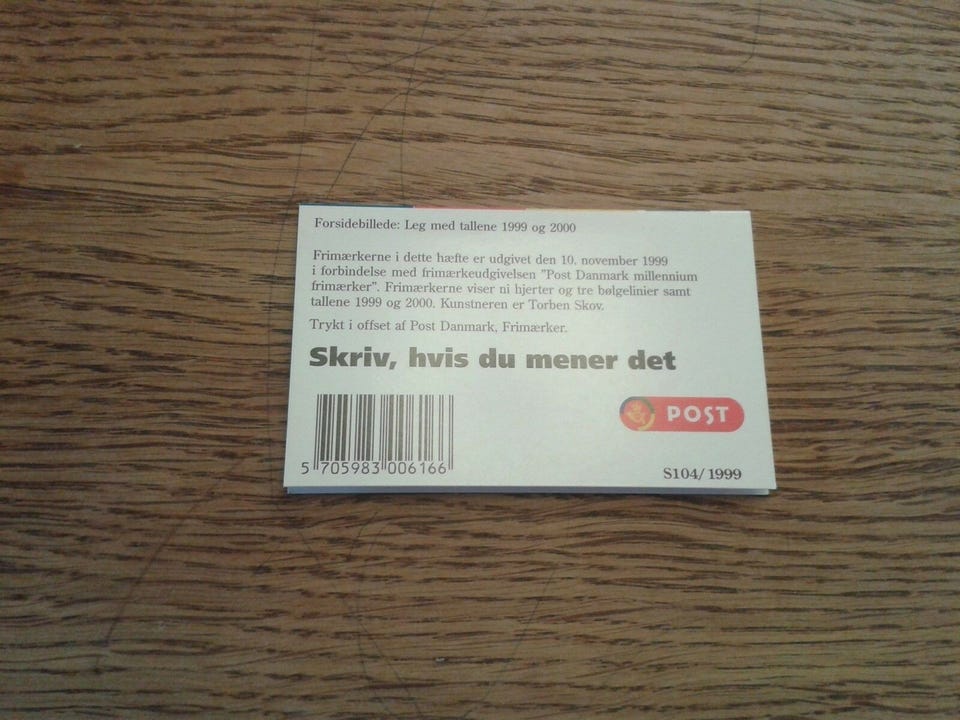 Forsidebillede: Leg med tallene 1999 og 2000
Frimærkerne i dette hæfte er udgivet den 10. november 1999
i forbindelse med frimærkeudgivelsen "Post Danmark millennium
frimærker". Frimærkerne viser ni hjerter og tre bølgelinier samt
tallene 1999 og 2000. Kunstneren er Torben Skov.
Trykt i offset af Post Danmark, Frimærker.
Skriv, hvis du mener det
POST
5 705983 006166
S104/1999